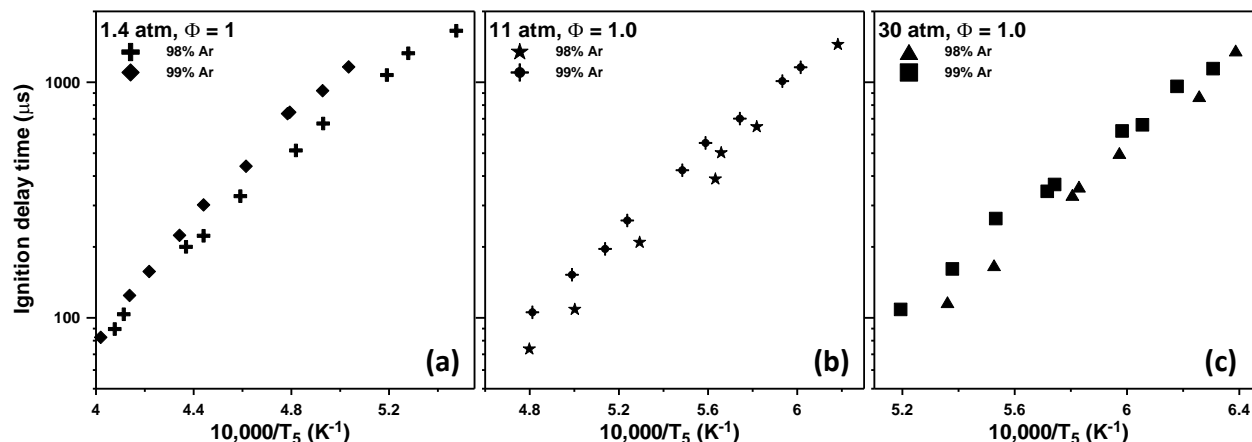 1.4 atm, Φ = 1
98% Ar
99% Ar
11 atm, Φ = 1.0
98% Ar
99% Ar
30 atm, Φ = 1.0
98% Ar
99% Ar
1000
100
Ignition delay time (μs)
(a)
(b)
(c)
4 4.4 4.8 5.2
4.8 5.2 5.6 6
5.2 5.6 6 6.4
10,000/T5 (K-1)
10,000/T5 (K-1)
10,000/T5 (K-1)